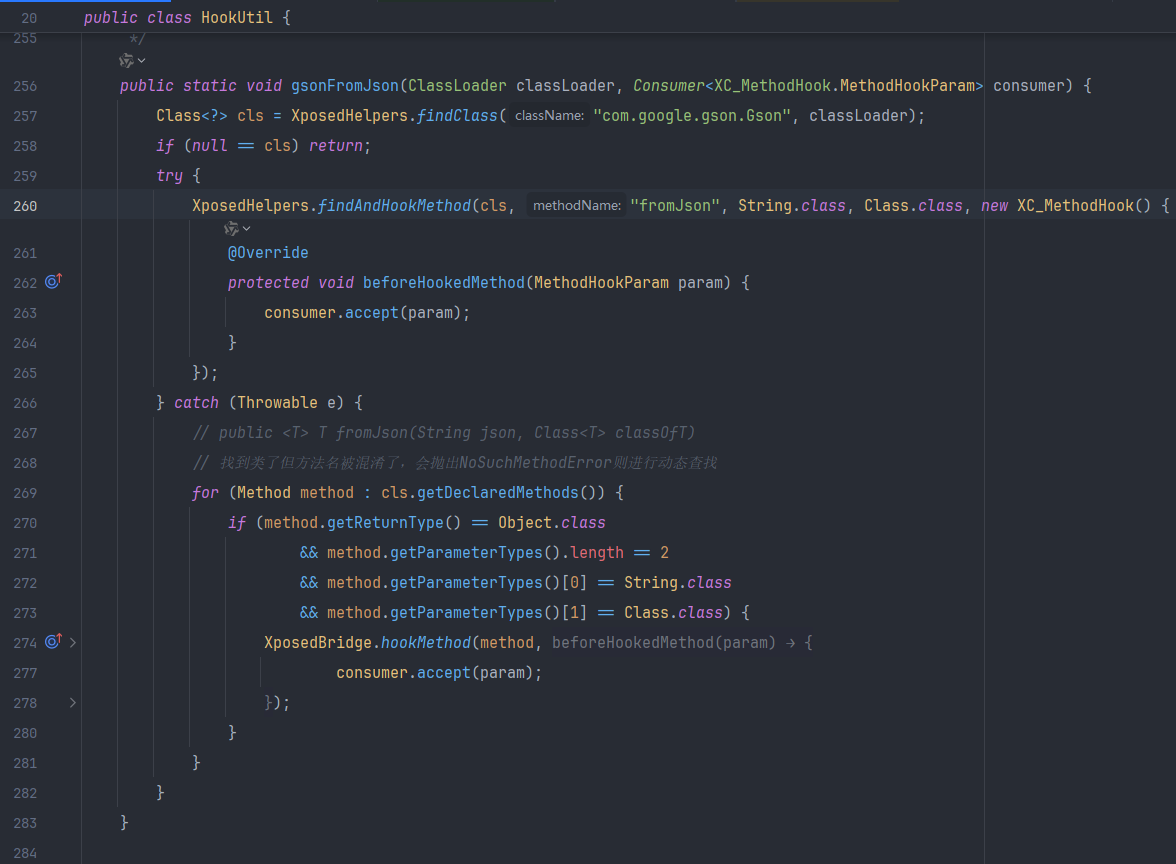 20 public class HookUtil {
255 */
256 public static void gsonFromJson(ClassLoader classLoader, Consumer<XC_MethodHook.MethodHookParam> consumer) {
257 Class<?> cls = XposedHelpers.findClass( className: "com.google.gson.Gson", classLoader);
258 if (null == cls) return;
259 try {
260 XposedHelpers.findAndHookMethod(cls, methodName: "fromJson", String.class, Class.class, new XC_MethodHook() {
261 @Override
262 protected void beforeHookedMethod(MethodHookParam param) {
263 consumer.accept(param);
264 }
265 });
266 } catch (Throwable e) {
267 // public <T> T fromJson(String json, Class<T> classOfT)
268 // 找到类了但方法名被混淆了，会抛出NoSuchMethodError则进行动态查找
269 for (Method method : cls.getDeclaredMethods()) {
270 if (method.getReturnType() == Object.class
271 && method.getParameterTypes().length == 2
272 && method.getParameterTypes()[0] == String.class
273 && method.getParameterTypes()[1] == Class.class) {
274 XposedBridge.hookMethod(method, beforeHookedMethod(param) → {
277 consumer.accept(param);
278 });
280 }
281 }
282 }
283 }
284